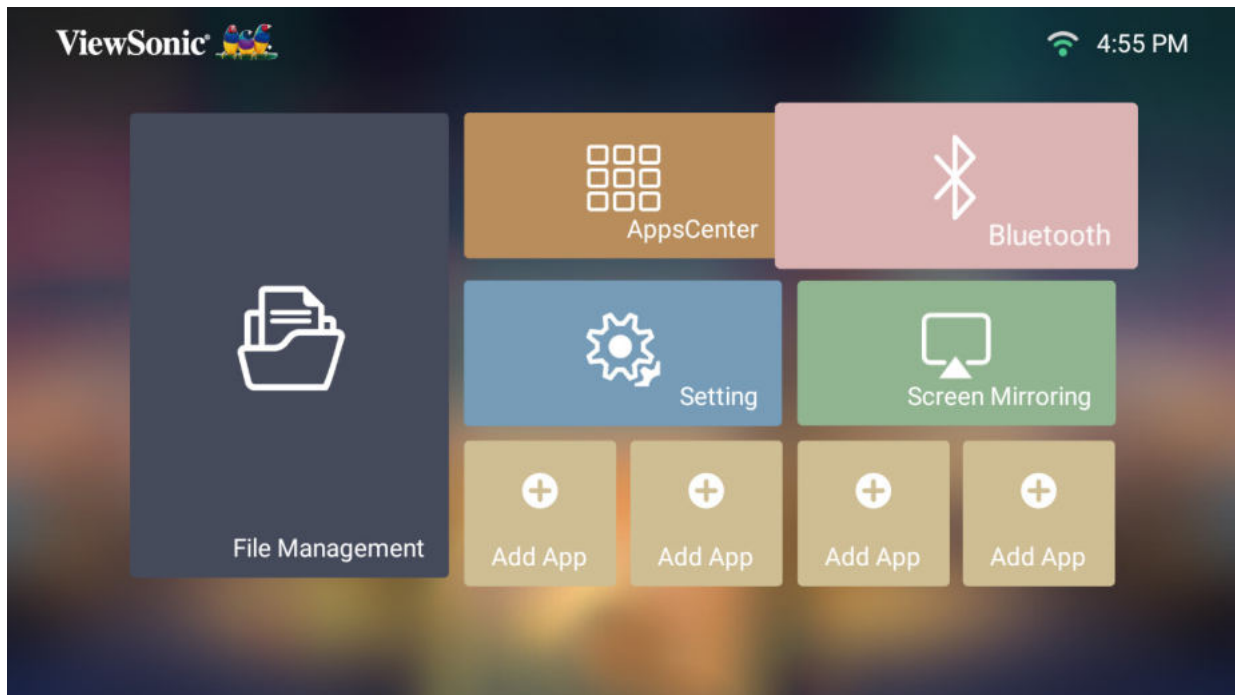 ViewSonic®
4:55 PM
AppsCenter
Bluetooth
Setting
Screen Mirroring
File Management
Add App
Add App
Add App
Add App